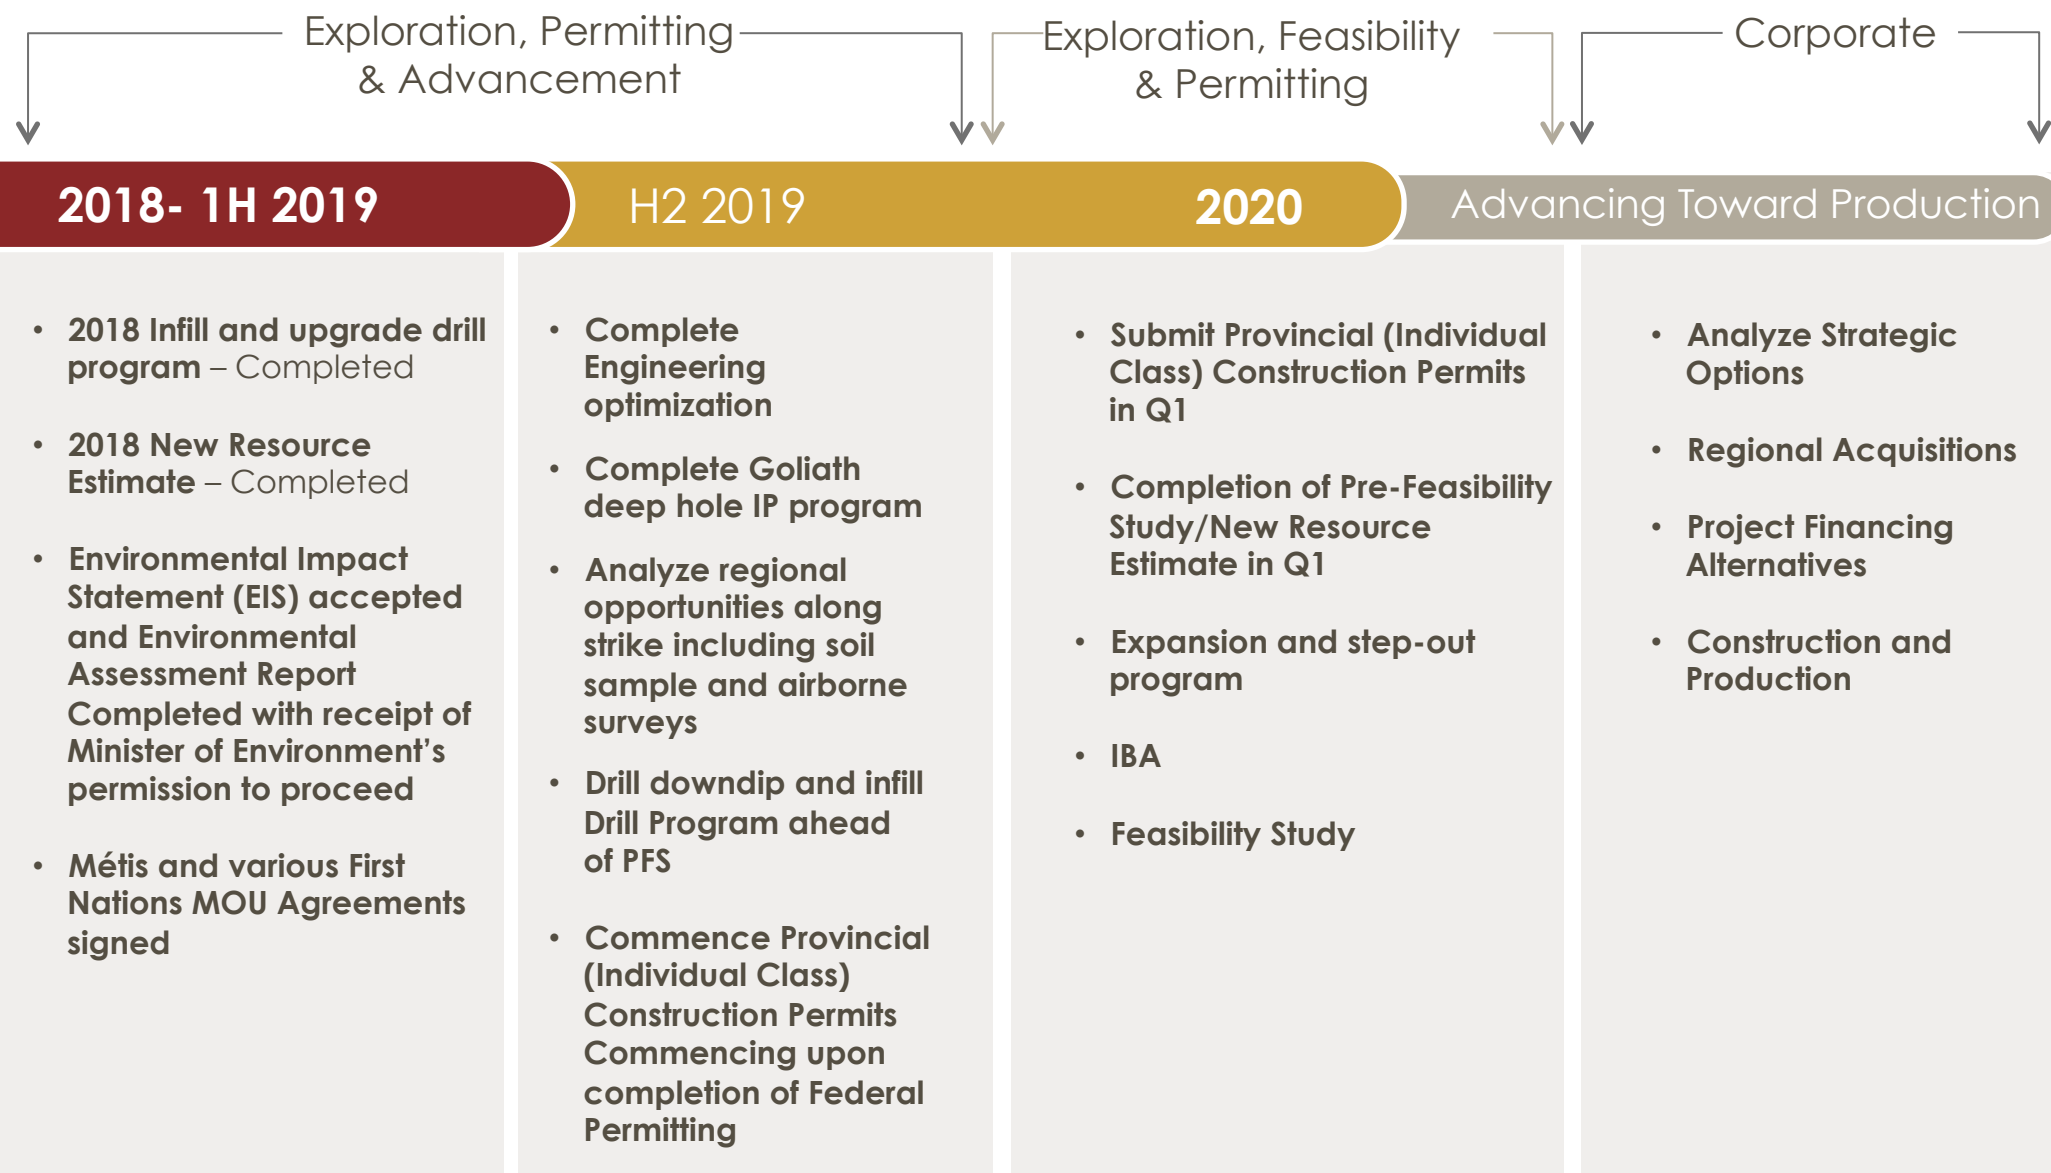 Exploration, Permitting
& Advancement
Exploration, Feasibility
& Permitting
Corporate
2018- 1H 2019
H2 2019
2020
Advancing Toward Production
• 2018 Infill and upgrade drill
program – Completed
• 2018 New Resource
Estimate – Completed
• Environmental Impact
Statement (EIS) accepted
and Environmental
Assessment Report
Completed with receipt of
Minister of Environment’s
permission to proceed
• Métis and various First
Nations MOU Agreements
signed
• Complete
Engineering
optimization
• Complete Goliath
deep hole IP program
• Analyze regional
opportunities along
strike including soil
sample and airborne
surveys
• Drill downdip and infill
Drill Program ahead
of PFS
• Commence Provincial
(Individual Class)
Construction Permits
Commencing upon
completion of Federal
Permitting
• Submit Provincial (Individual
Class) Construction Permits
in Q1
• Completion of Pre-Feasibility
Study/New Resource
Estimate in Q1
• Expansion and step-out
program
• IBA
• Feasibility Study
• Analyze Strategic
Options
• Regional Acquisitions
• Project Financing
Alternatives
• Construction and
Production